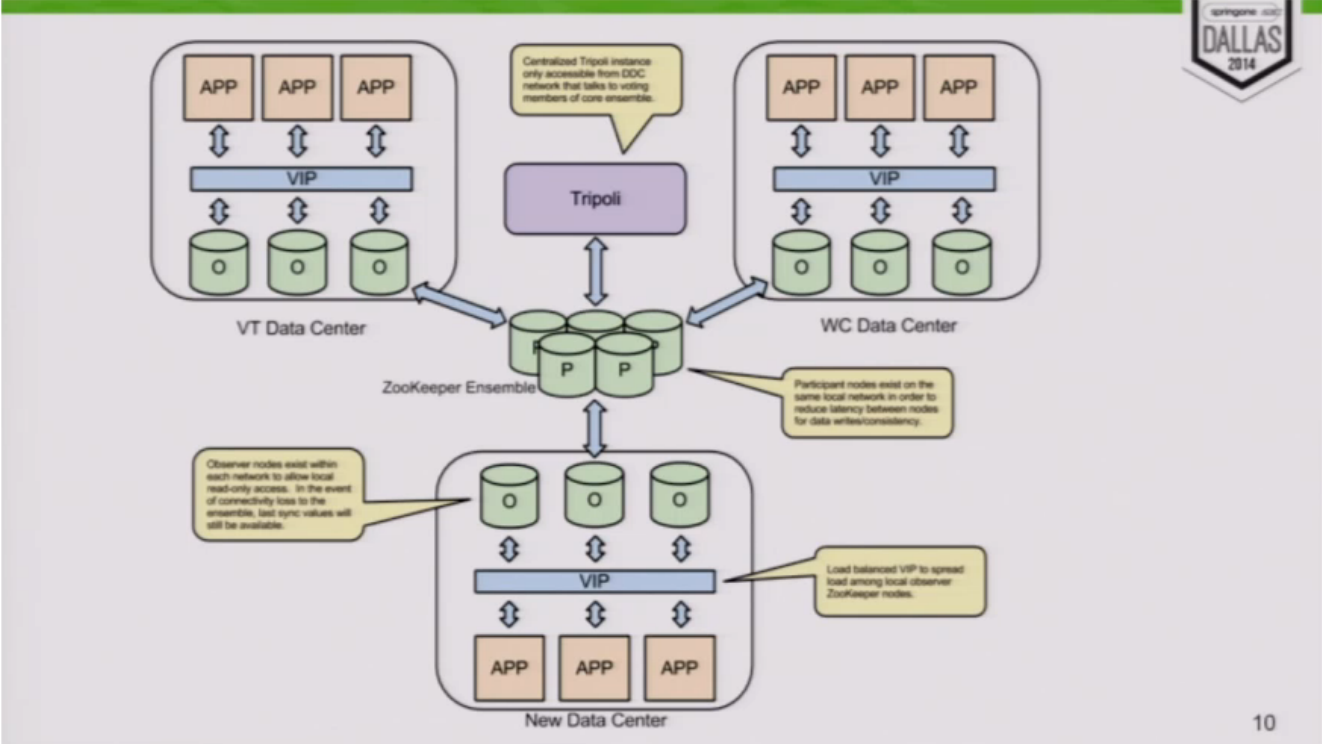 springone 2GX
DALLAS
2014
APP APP APP
VIP
O O O
VT Data Center
Centralized Tripoli instance
only accessible from DDC
network that talks to voting
members of core ensemble.
Tripoli
APP APP APP
VIP
O O O
WC Data Center
P P
P P
ZooKeeper Ensemble
Participant nodes exist on the
same local network in order to
reduce latency between nodes
for data writes/consistency.
Observer nodes exist within
each network to allow local
read-only access. In the event
of connectivity loss to the
ensemble, last sync values will
still be available.
O O O
VIP
APP APP APP
New Data Center
Load balanced VIP to spread
load among local observer
ZooKeeper nodes.
10